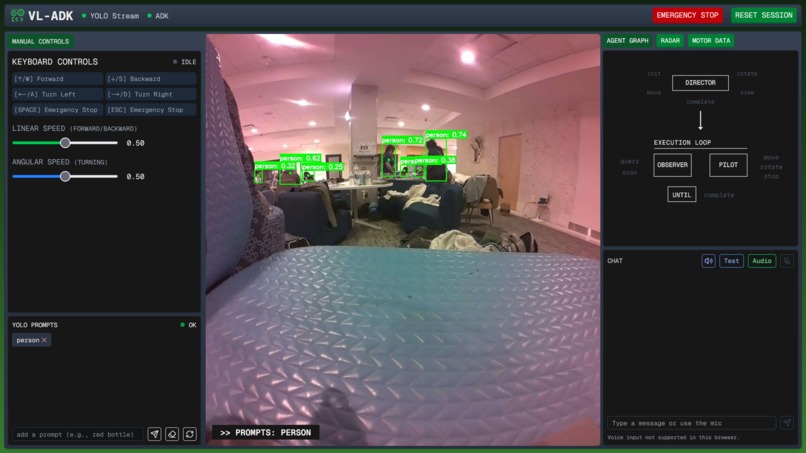 VL-ADK
YOLO Stream
ADK
EMERGENCY STOP
RESET SESSION
MANUAL CONTROLS
KEYBOARD CONTROLS
IDLE
[↑/W] Forward
[↓/S] Backward
[←/A] Turn Left
[→/D] Turn Right
[SPACE] Emergency Stop
[ESC] Emergency Stop
LINEAR SPEED (FORWARD/BACKWARD)
0.50
ANGULAR SPEED (TURNING)
0.50
YOLO PROMPTS
OK
person ×
add a prompt (e.g., red bottle)
person: 0.74
person: 0.72
person: 0.62
person: 0.32
person: 0.25
person: 0.38
>> PROMPTS: PERSON
AGENT GRAPH
RADAR
MOTOR DATA
init
rotate
DIRECTOR
move
view
complete
EXECUTION LOOP
query
scan
OBSERVER
PILOT
move
rotate
stop
UNTIL
complete
CHAT
Test
Audio
Type a message or use the mic
Voice input not supported in this browser.